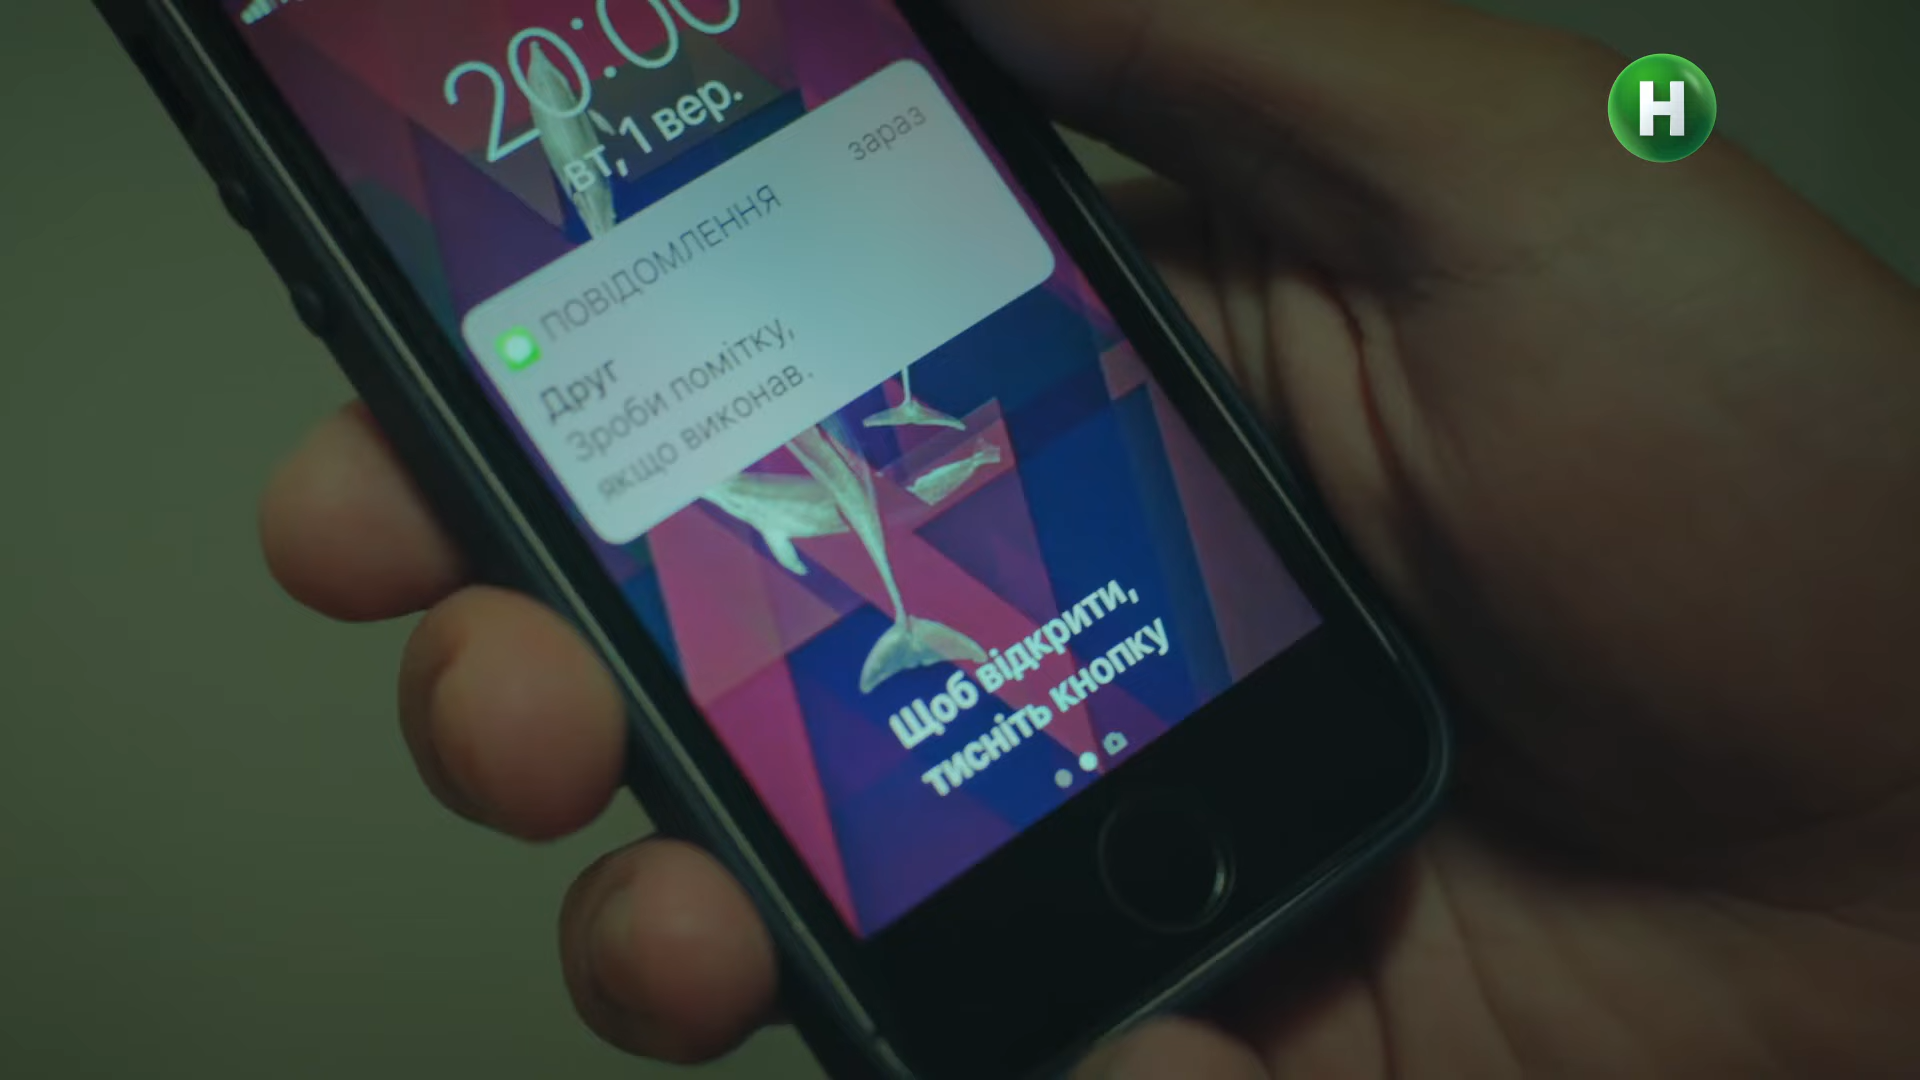 20:00
вт, 1 вер.
ПОВІДОМЛЕННЯ
зараз
Друг
Зроби помітку,
якщо виконав.
Щоб відкрити,
тисніть кнопку
Н